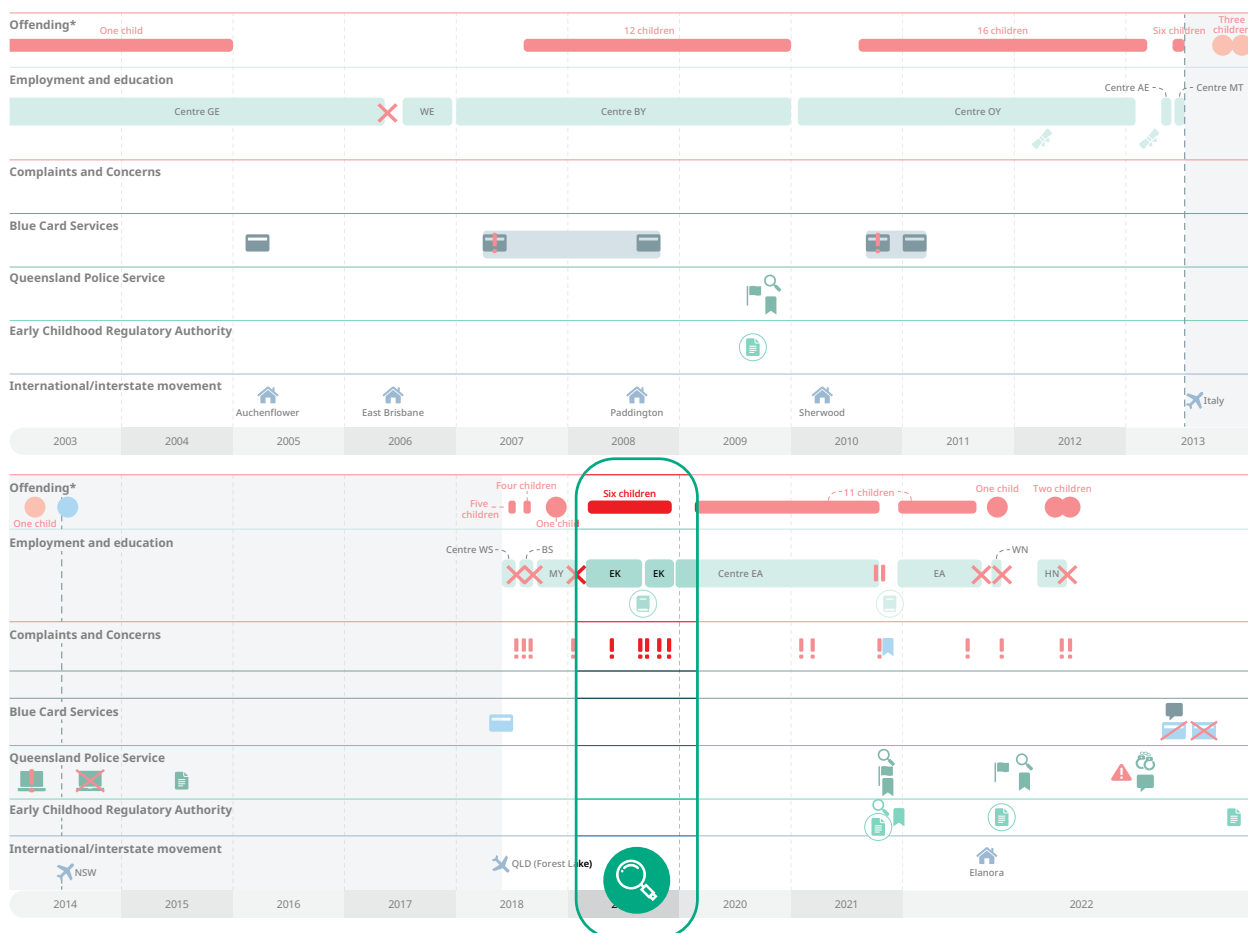 Offending*
One child
12 children
16 children
Six children
Three
children
Employment and education
Centre GE
WE
Centre BY
Centre OY
Centre AE
Centre MT
Complaints and Concerns
Blue Card Services
Queensland Police Service
Early Childhood Regulatory Authority
International/interstate movement
Auchenflower
East Brisbane
Paddington
Sherwood
Italy
2003
2004
2005
2006
2007
2008
2009
2010
2011
2012
2013
Offending*
One child
Five
children
Four children
One child
Six children
11 children
One child
Two children
Employment and education
Centre WS
BS
MY
EK
EK
Centre EA
EA
WN
HN
Complaints and Concerns
Blue Card Services
Queensland Police Service
Early Childhood Regulatory Authority
International/interstate movement
NSW
QLD (Forest Lake)
Elanora
2014
2015
2016
2017
2018
2020
2021
2022